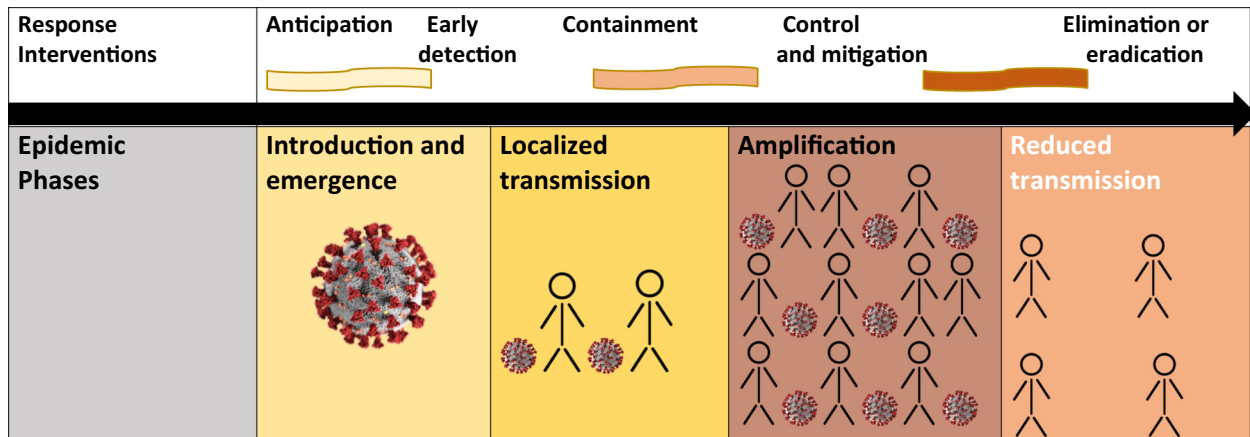 Response
Interventions
Anticipation
Early
detection
Containment
Control
and mitigation
Elimination or
eradication
Epidemic
Phases
Introduction and
emergence
Localized
transmission
Amplification
Reduced
transmission